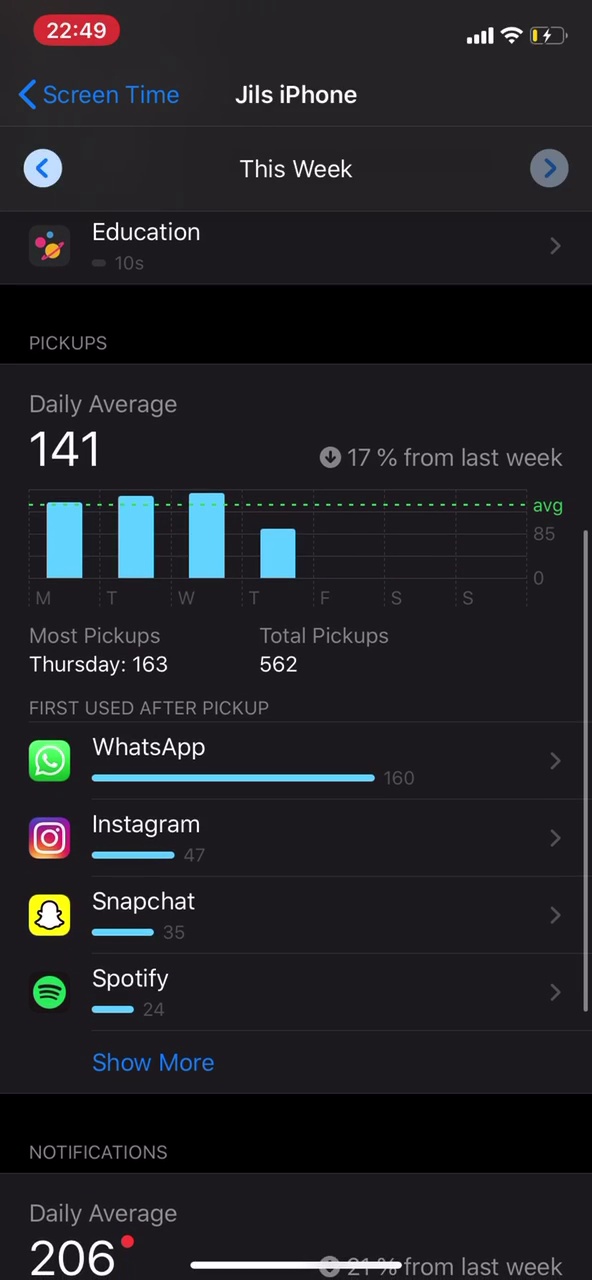 22:49
Screen Time
Jils iPhone
This Week
Education
10s
PICKUPS
Daily Average
141
17 % from last week
avg
85
0
M T W T F S S
Most Pickups Total Pickups
Thursday: 163 562
FIRST USED AFTER PICKUP
WhatsApp
160
Instagram
47
Snapchat
35
Spotify
24
Show More
NOTIFICATIONS
Daily Average
206
21 % from last week